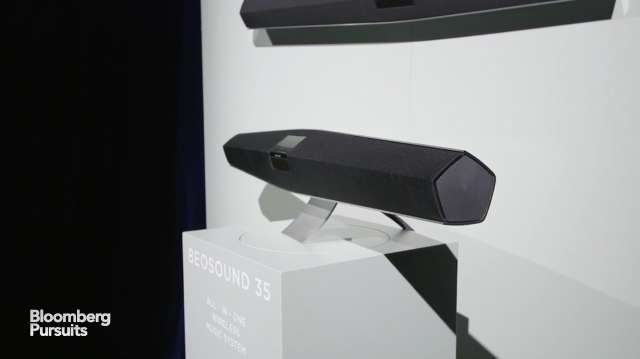 BEOSOUND 35
ALL - IN - ONE
WIRELESS
MUSIC SYSTEM
Bloomberg
Pursuits